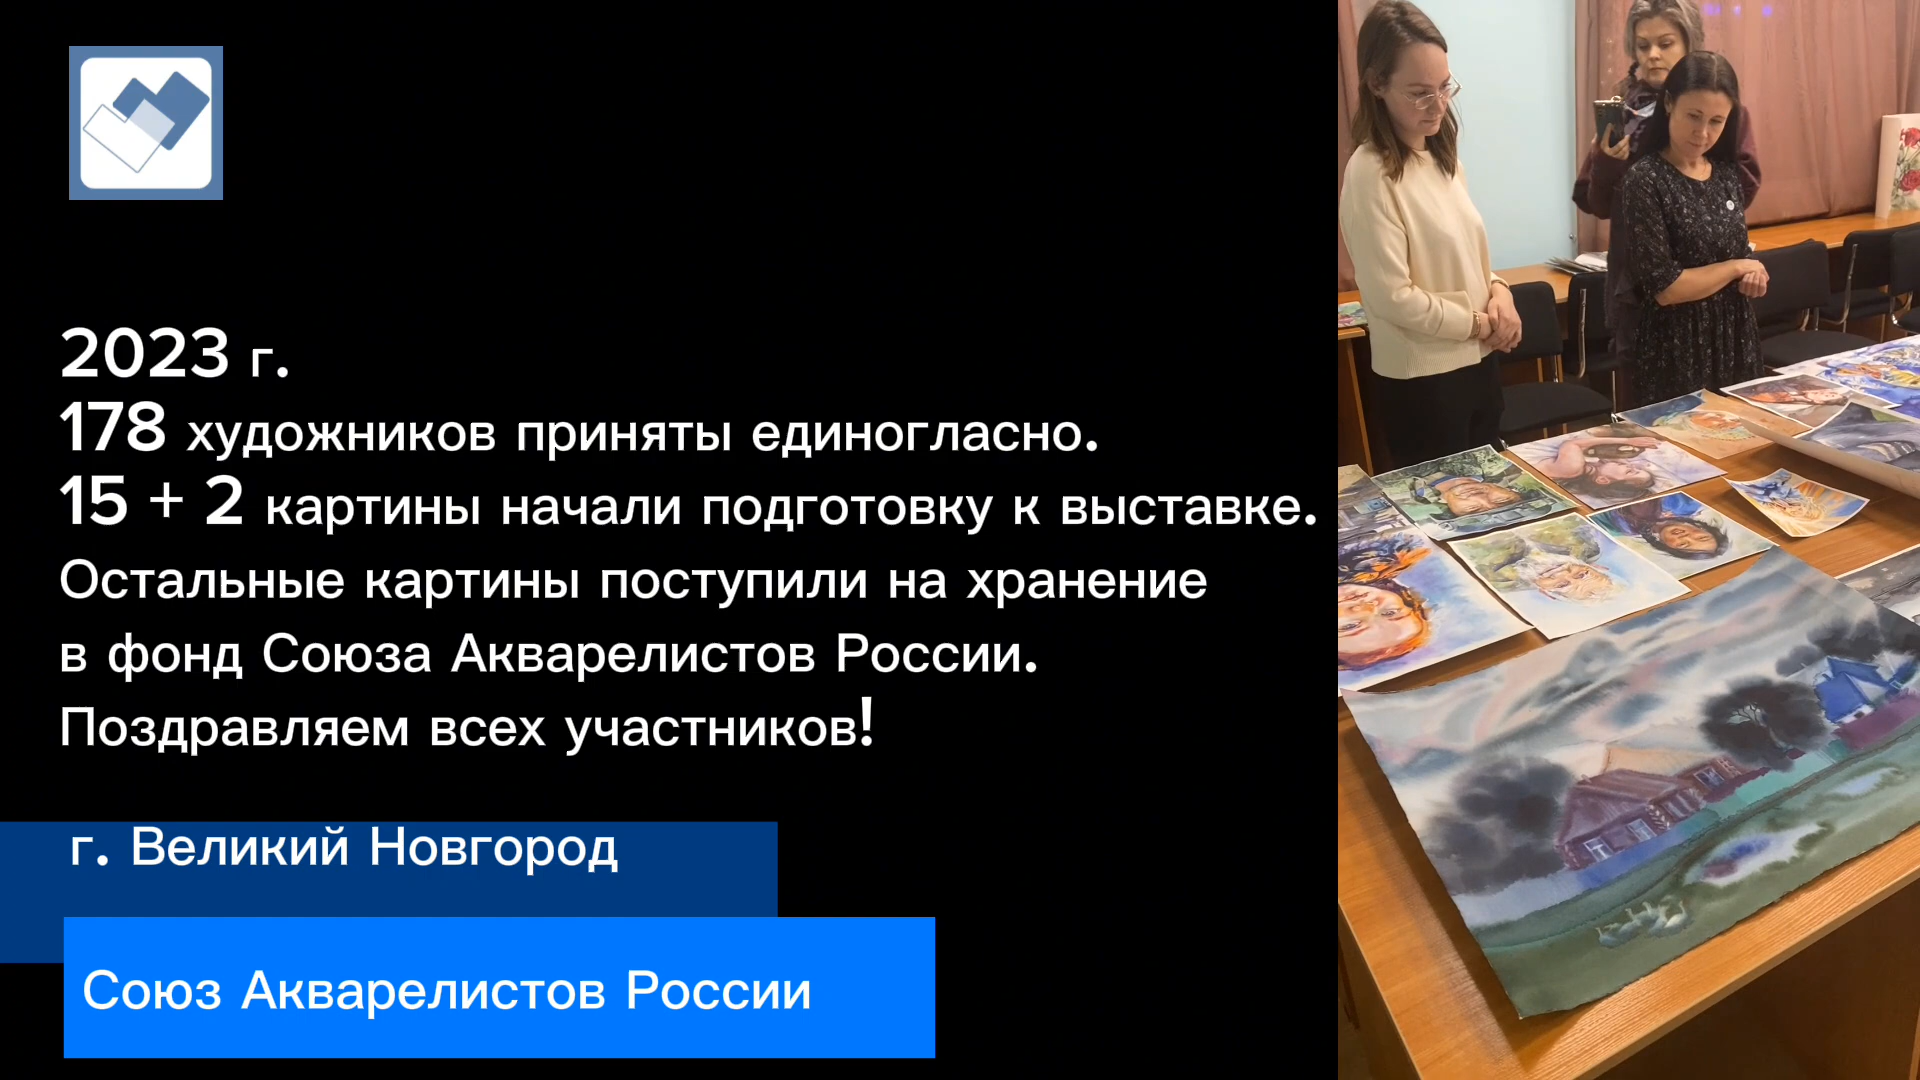 2023 г.
178 художников приняты единогласно.
15 + 2 картины начали подготовку к выставке.
Остальные картины поступили на хранение
в фонд Союза Акварелистов России.
Поздравляем всех участников!
г. Великий Новгород
Союз Акварелистов России